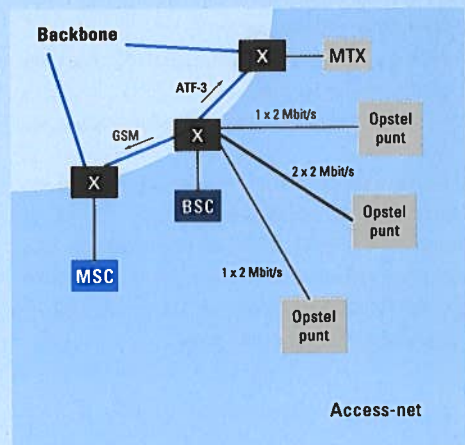 Backbone
X
MTX
ATF-3
1 x 2 Mbit/s
Opstel
punt
GSM
X
2 x 2 Mbit/s
X
BSC
Opstel
punt
MSC
1 x 2 Mbit/s
Opstel
punt
Access-net